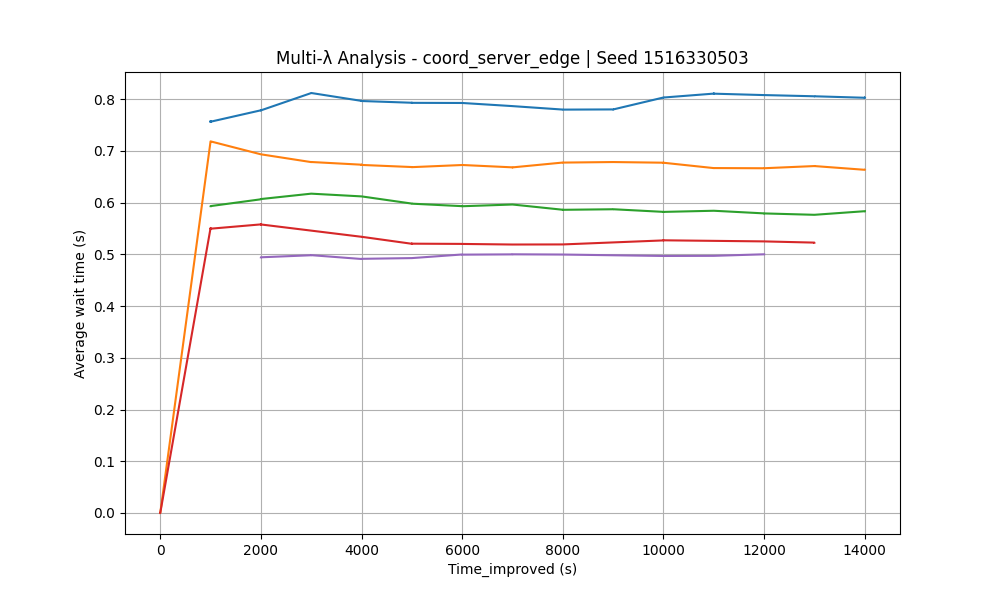 Multi-λ Analysis - coord_server_edge | Seed 1516330503
Average wait time (s)
0.8
0.7
0.6
0.5
0.4
0.3
0.2
0.1
0.0
0 2000 4000 6000 8000 10000 12000 14000
Time_improved (s)